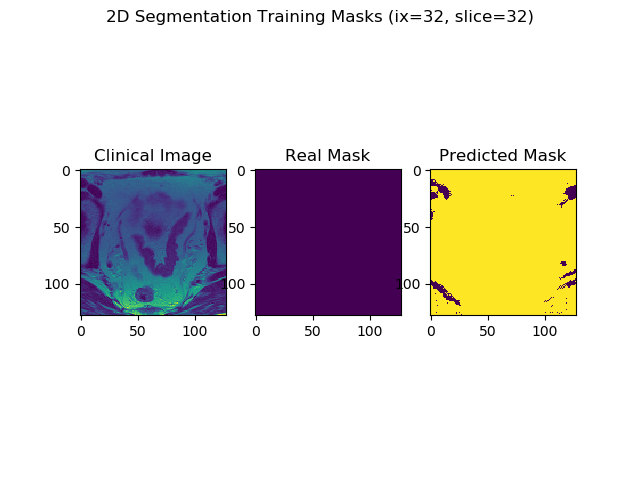 2D Segmentation Training Masks (ix=32, slice=32)
Clinical Image Real Mask Predicted Mask
0 0 0
50 50 50
100 100 100
0 50 100 0 50 100 0 50 100